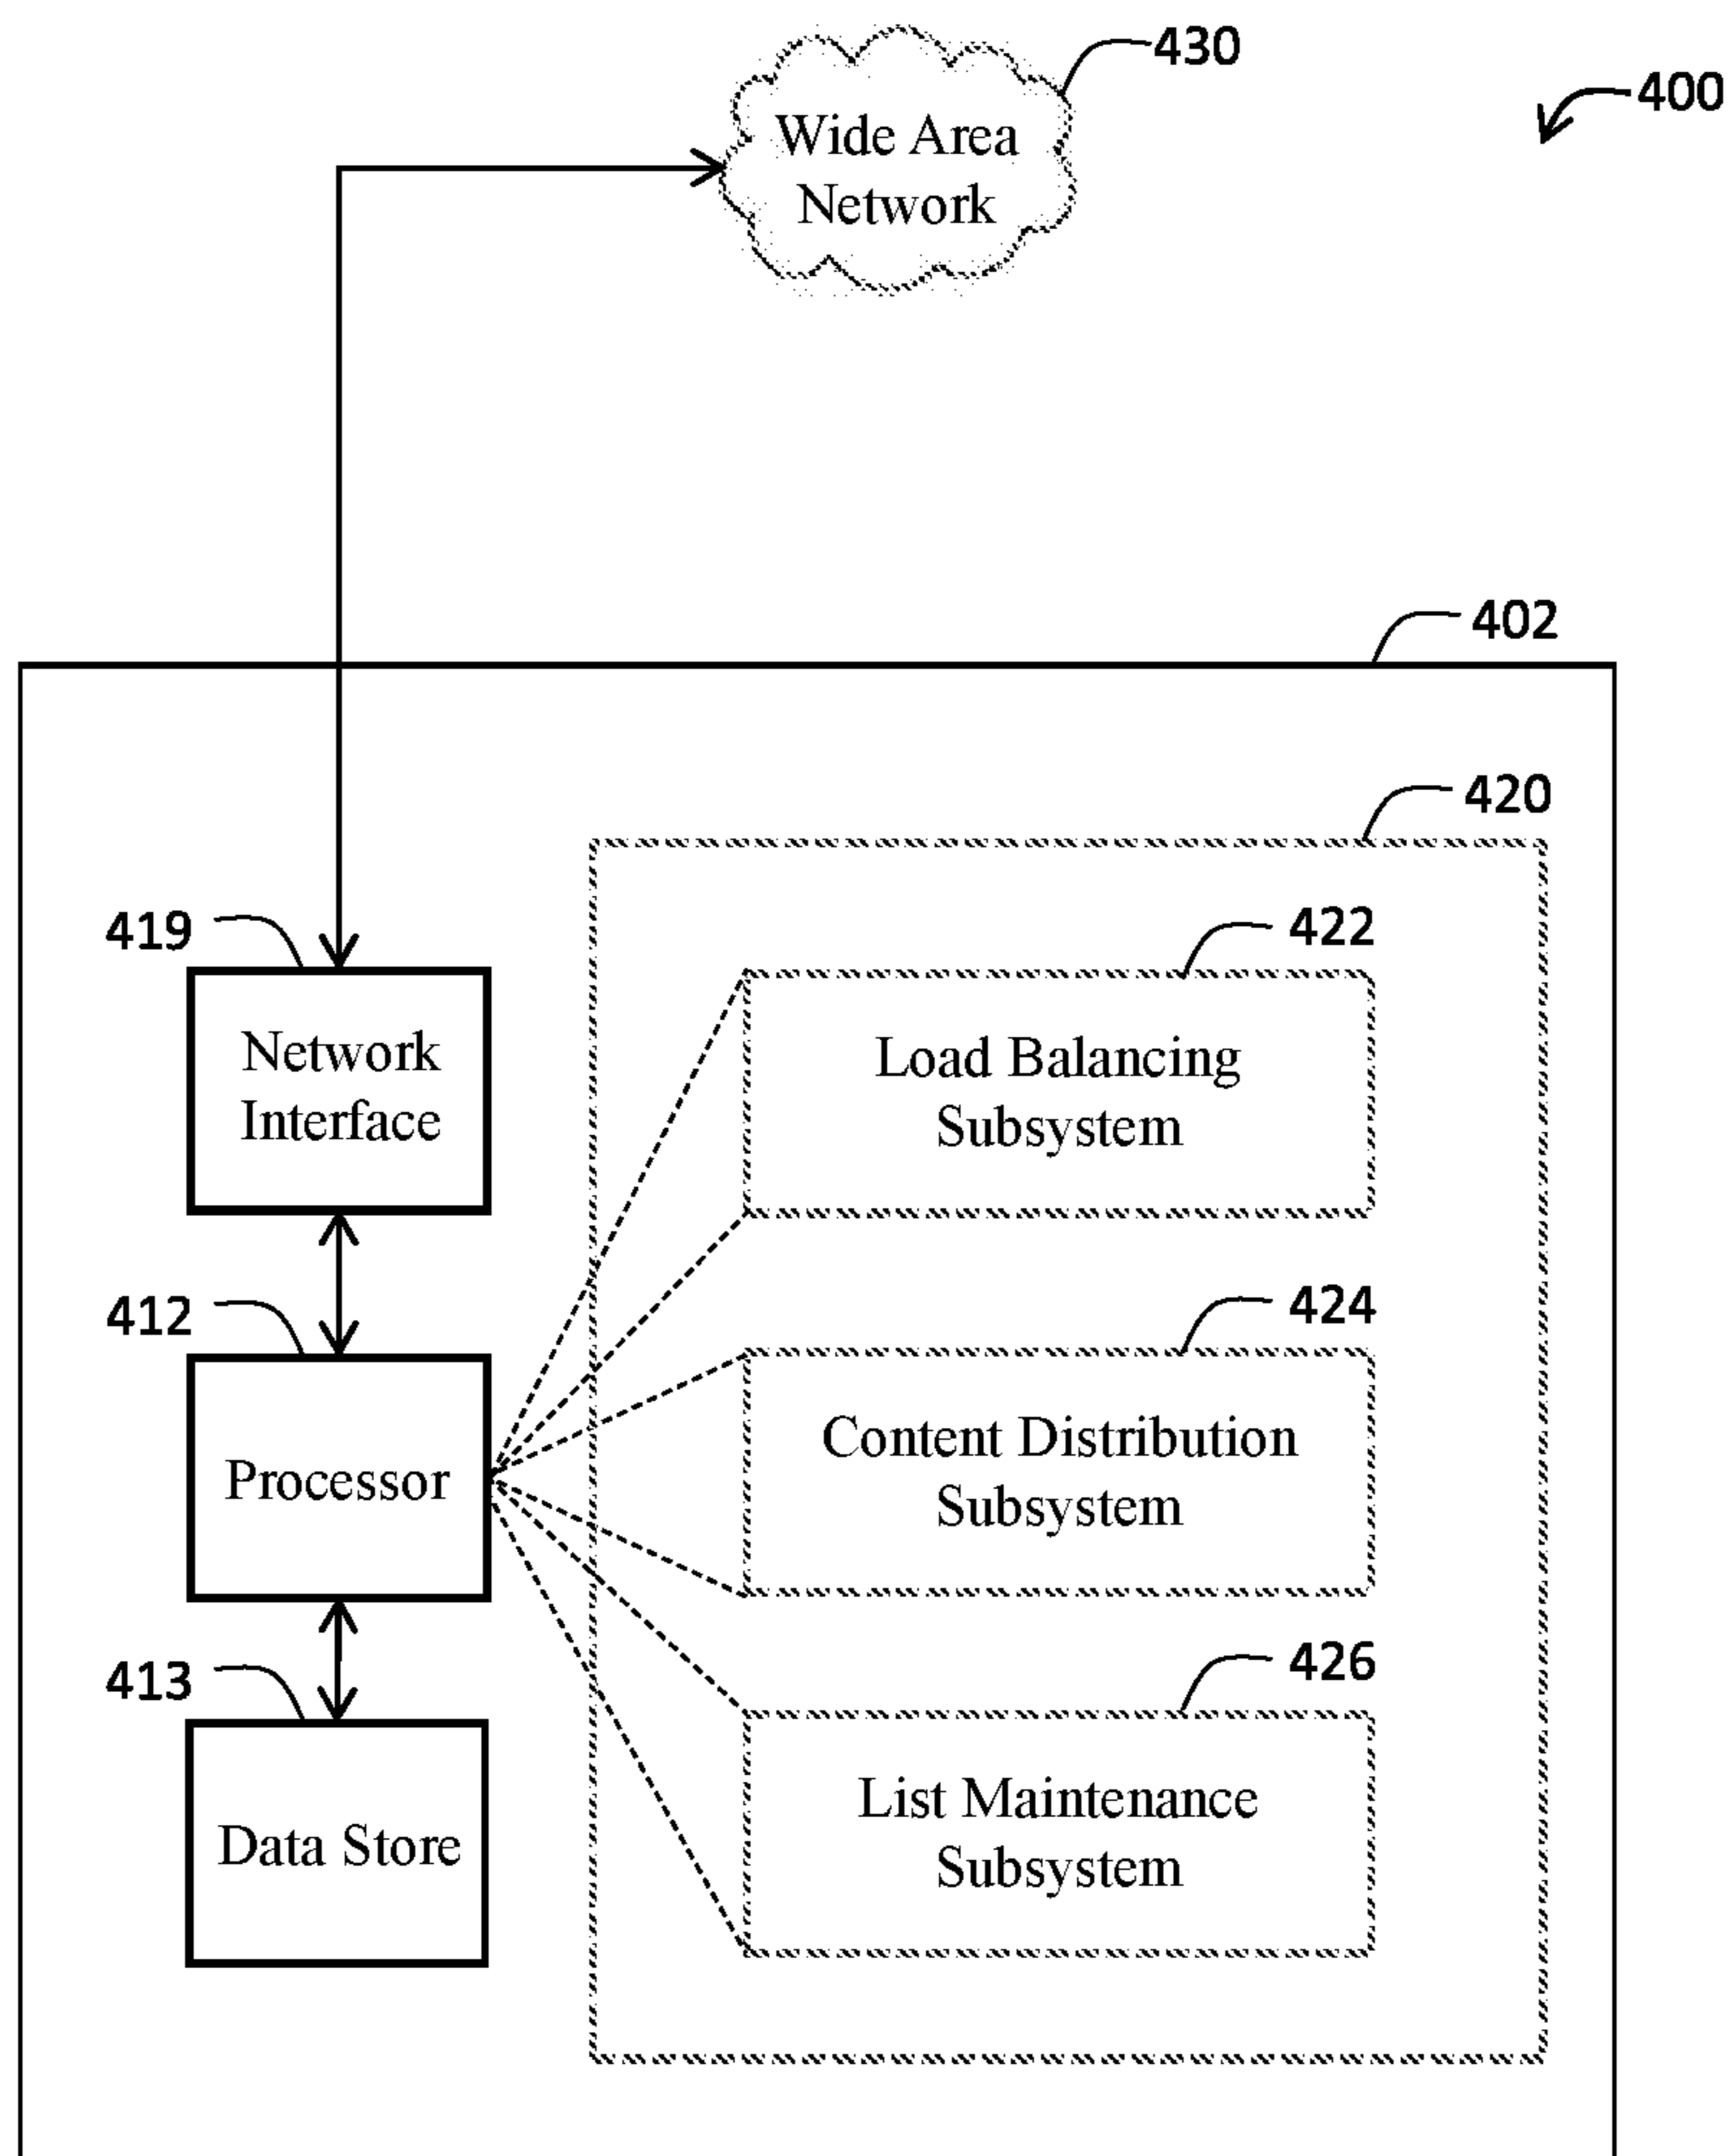 430
400
Wide Area
Network
402
420
419
422
Network
Interface
Load Balancing
Subsystem
412
424
Processor
Content Distribution
Subsystem
413
426
Data Store
List Maintenance
Subsystem